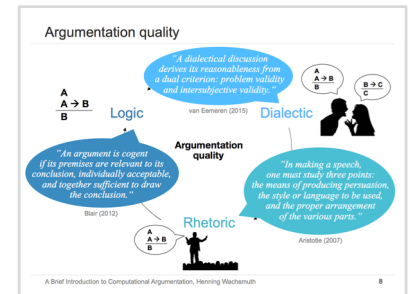 Argumentation quality
"A dialectical discussion
derives its reasonableness from
a dual criterion: problem validity
and intersubjective validity."
van Eemeren (2015)
A
A → B
B
Logic
Dialectic
A
A → B
B
B → C
C
Argumentation
quality
"An argument is cogent
if its premises are relevant to its
conclusion, individually acceptable,
and together sufficient to draw
the conclusion."
Blair (2012)
"In making a speech,
one must study three points:
the means of producing persuasion,
the style or language to be used,
and the proper arrangement
of the various parts."
Aristotle (2007)
Rhetoric
A
A → B
B
A Brief Introduction to Computational Argumentation, Henning Wachsmuth
8